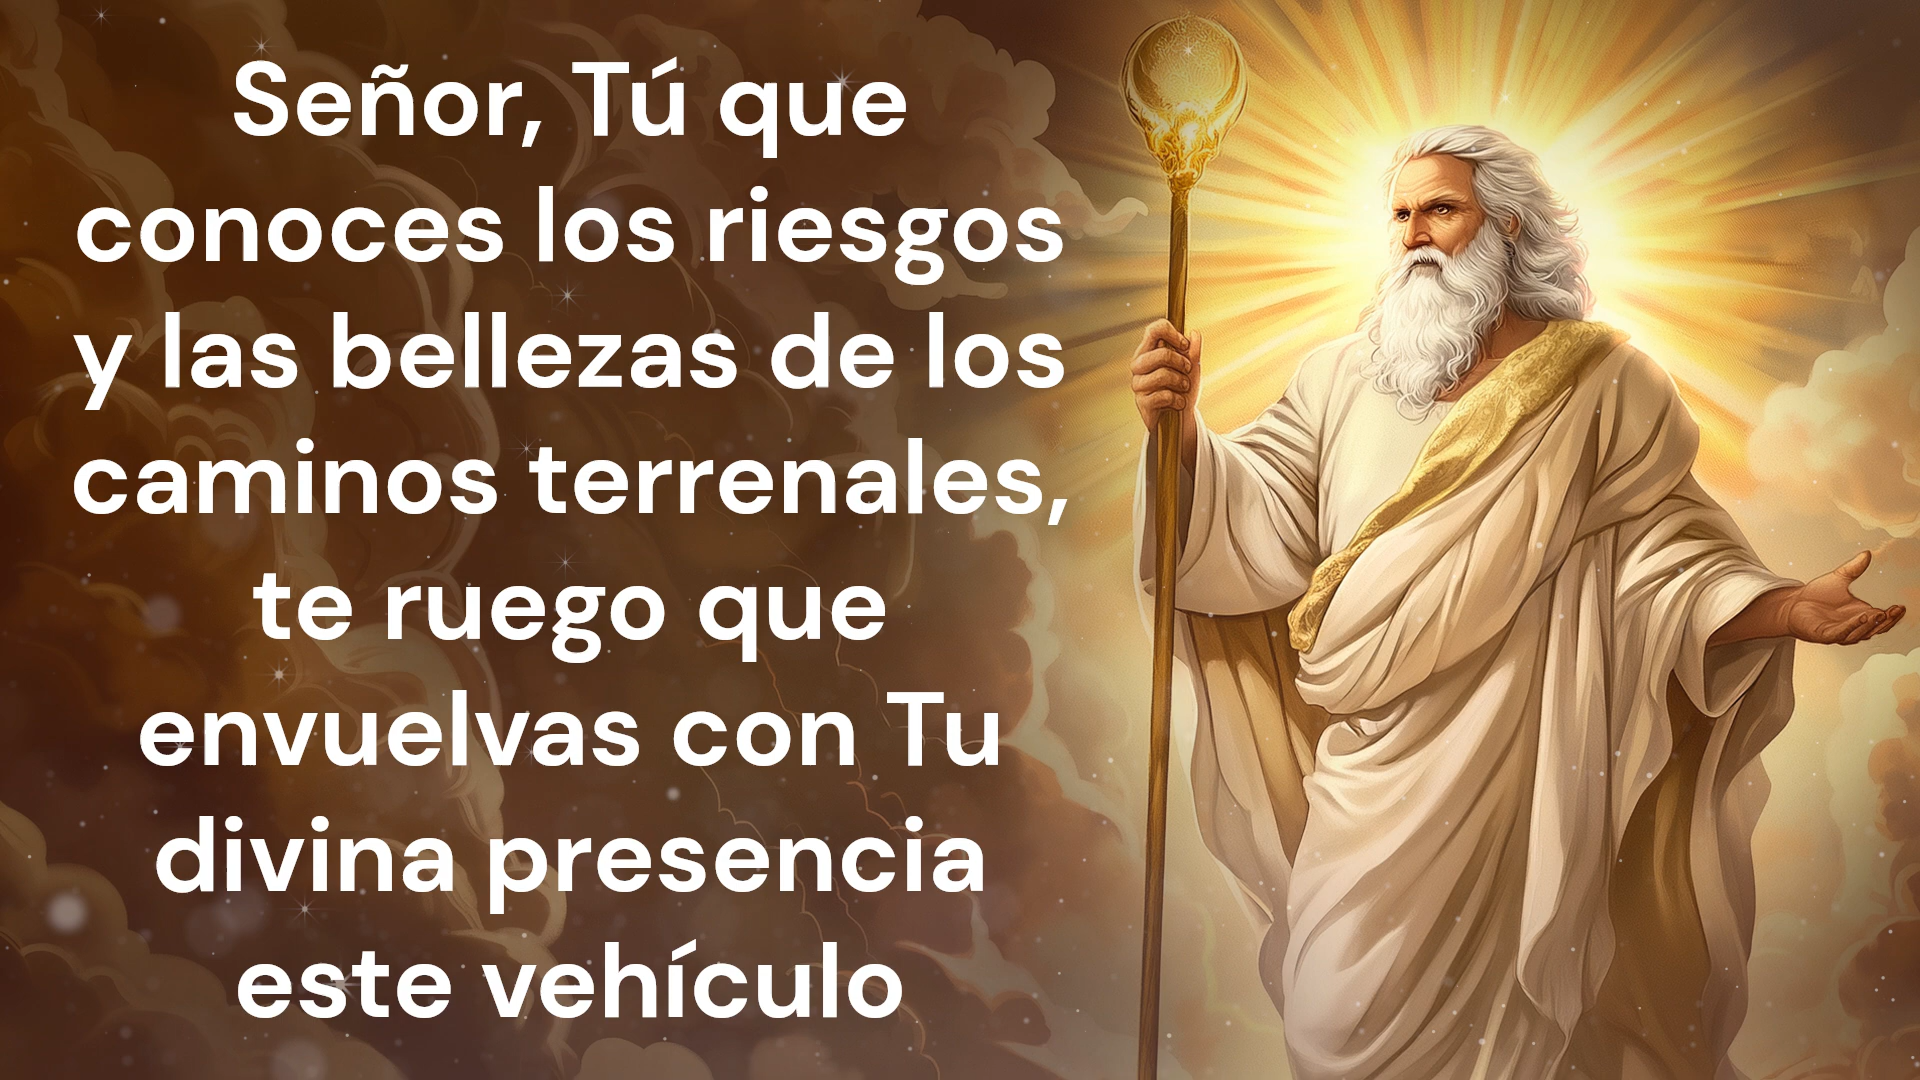 Señor, Tú que
conoces los riesgos
y las bellezas de los
caminos terrenales,
te ruego que
envuelvas con Tu
divina presencia
este vehículo